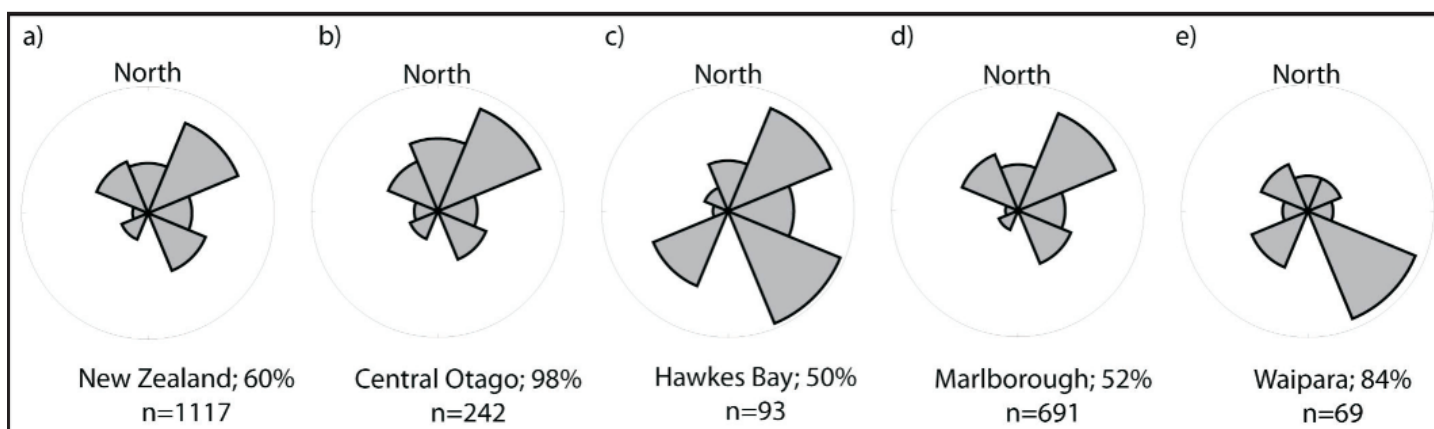 a)
North
New Zealand; 60%
n=1117
b)
North
Central Otago; 98%
n=242
c)
North
Hawkes Bay; 50%
n=93
d)
North
Marlborough; 52%
n=691
e)
North
Waipara; 84%
n=69